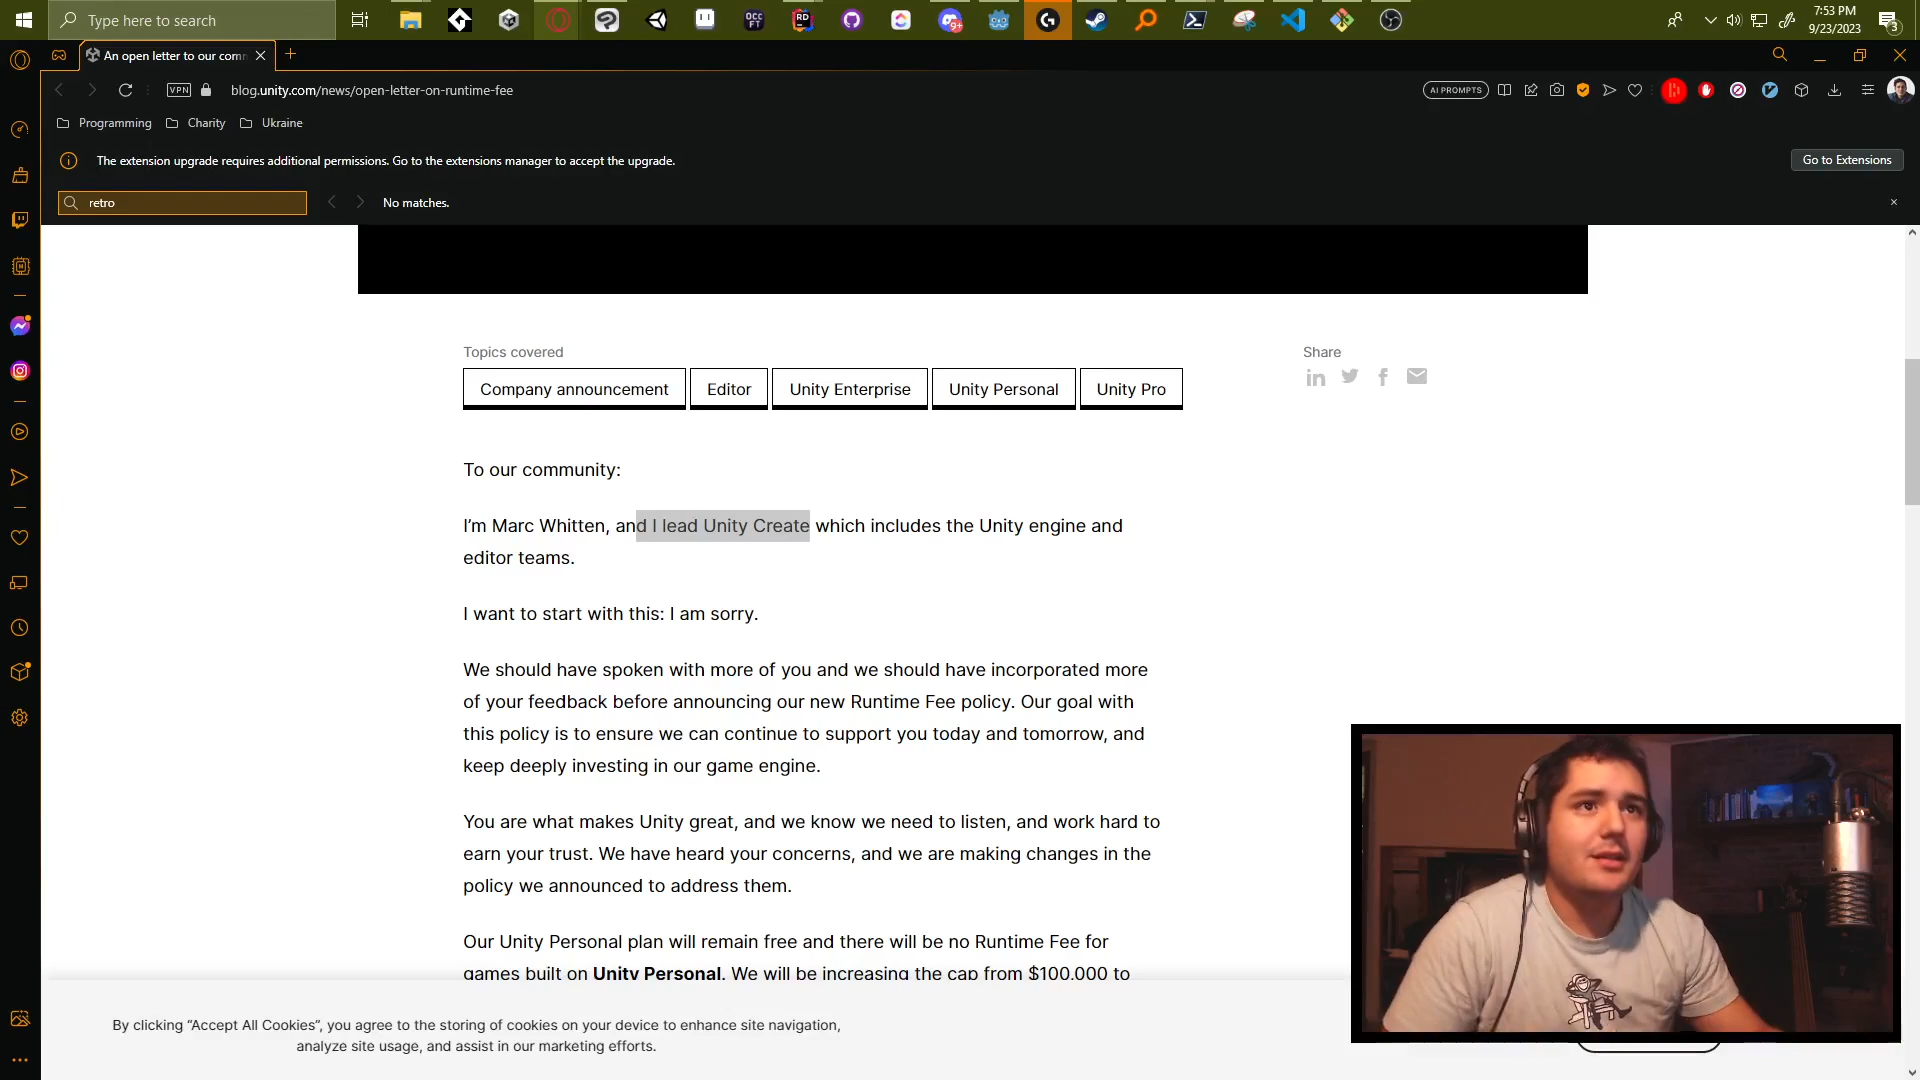 Type here to search
OCC
FT
RD
9+
7:53 PM
9/23/2023
3
An open letter to our com
VPN
blog.unity.com/news/open-letter-on-runtime-fee
AI PROMPTS
Programming
Charity
Ukraine
The extension upgrade requires additional permissions. Go to the extensions manager to accept the upgrade.
Go to Extensions
retro
No matches.
Topics covered
Share
Company announcement
Editor
Unity Enterprise
Unity Personal
Unity Pro
To our community:
I’m Marc Whitten, and I lead Unity Create which includes the Unity engine and
editor teams.
I want to start with this: I am sorry.
We should have spoken with more of you and we should have incorporated more
of your feedback before announcing our new Runtime Fee policy. Our goal with
this policy is to ensure we can continue to support you today and tomorrow, and
keep deeply investing in our game engine.
You are what makes Unity great, and we know we need to listen, and work hard to
earn your trust. We have heard your concerns, and we are making changes in the
policy we announced to address them.
Our Unity Personal plan will remain free and there will be no Runtime Fee for
games built on Unity Personal. We will be increasing the cap from $100,000 to
By clicking “Accept All Cookies”, you agree to the storing of cookies on your device to enhance site navigation,
analyze site usage, and assist in our marketing efforts.